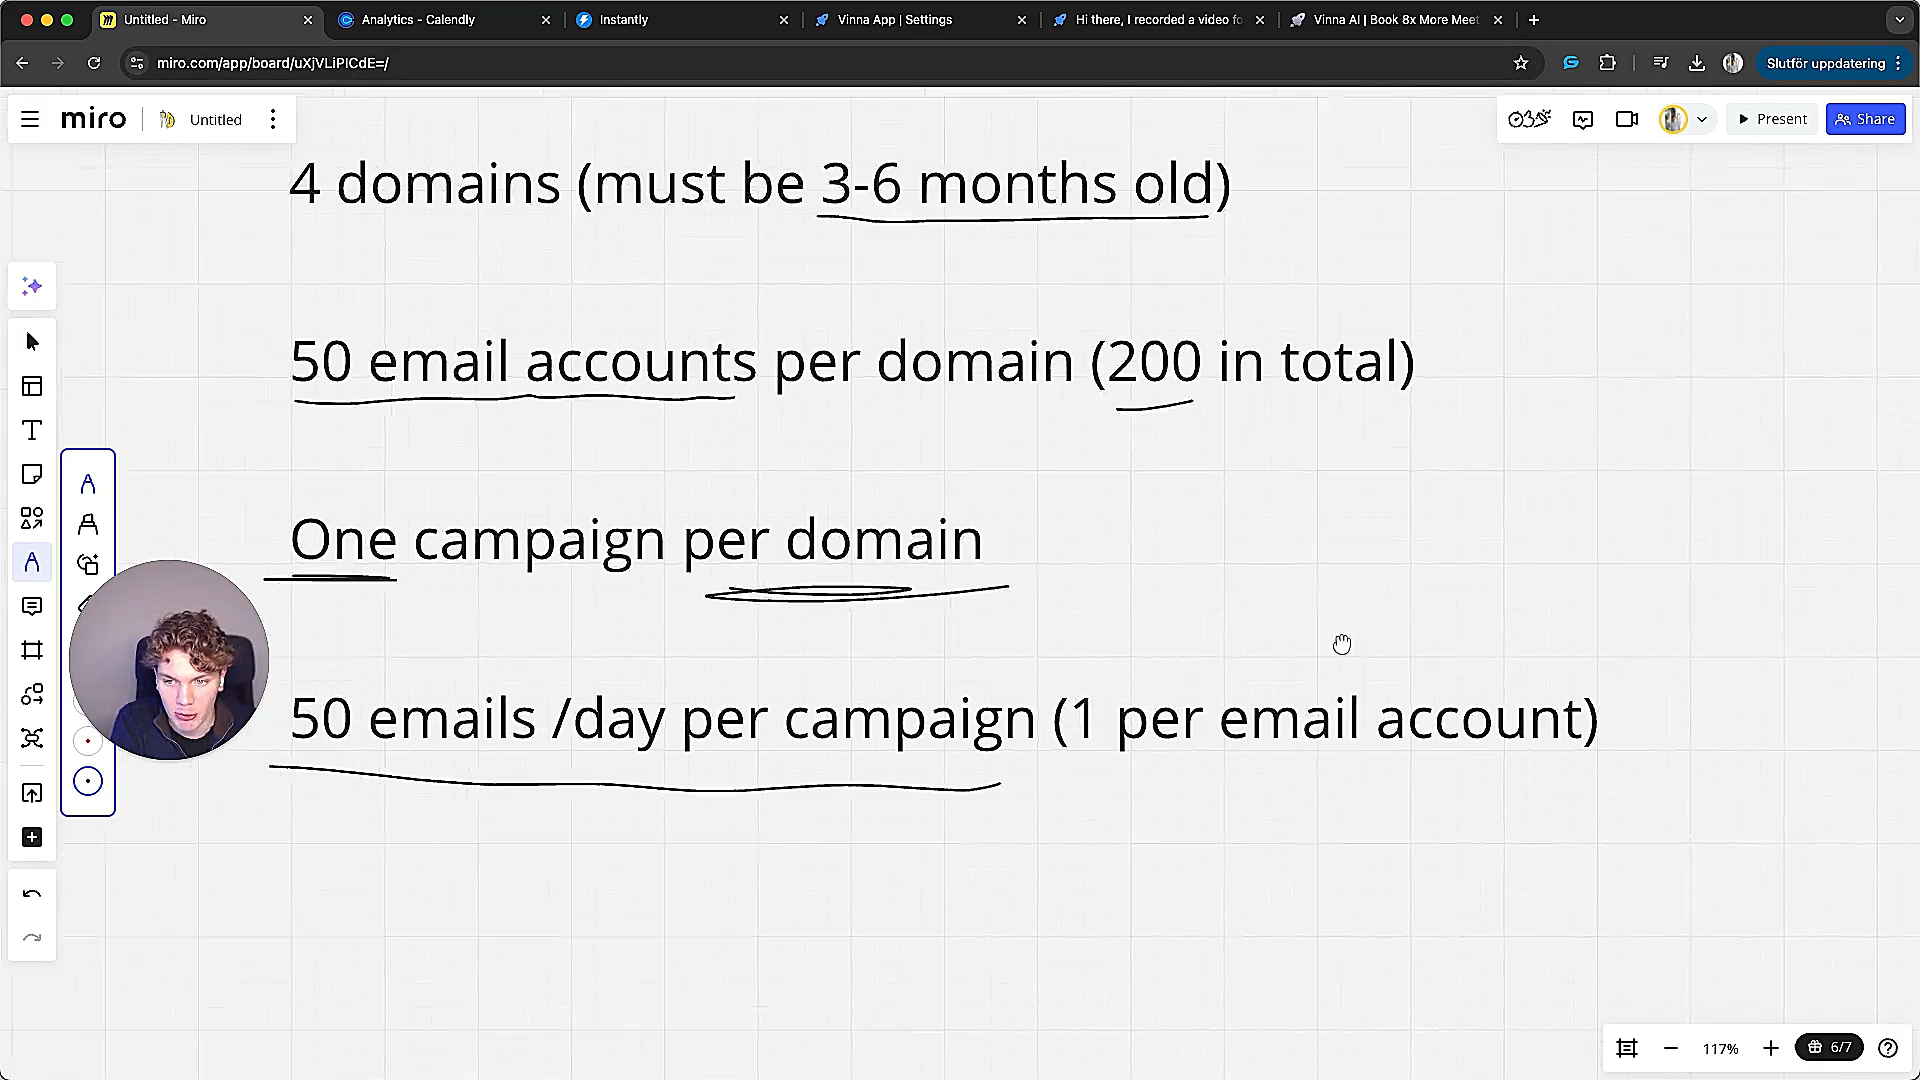 Untitled - Miro
Analytics - Calendly
Instantly
Vinna App | Settings
Hi there, I recorded a video fo
Vinna AI | Book 8x More Meet
miro.com/app/board/uXjVLiPICdE=/
Slutför uppdatering
miro
Untitled
Present
Share
4 domains (must be 3-6 months old)
50 email accounts per domain (200 in total)
One campaign per domain
50 emails /day per campaign (1 per email account)
117%
6/7